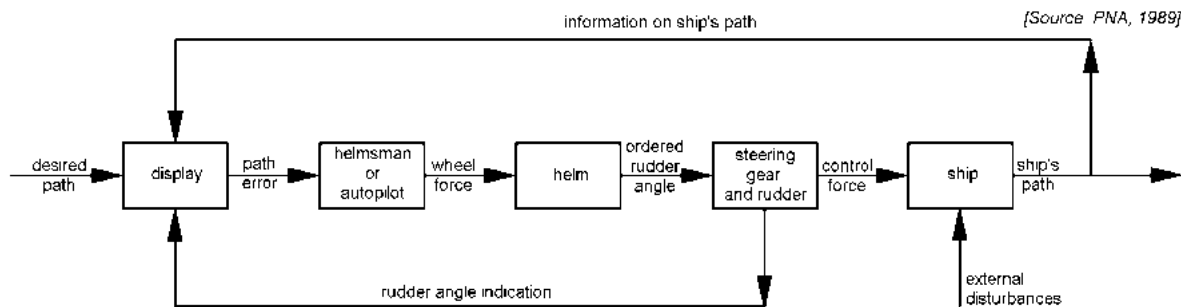 information on ship's path
[Source PNA, 1989]
desired
path
display
path
error
helmsman
or
autopilot
wheel
force
helm
ordered
rudder
angle
steering
gear
and rudder
control
force
ship
ship's
path
rudder angle indication
external
disturbances